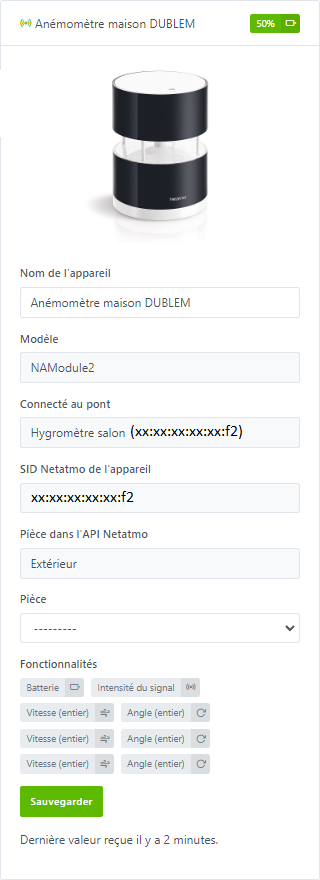 Anémomètre maison DUBLEM
50%
Nom de l'appareil
Anémomètre maison DUBLEM
Modèle
NAModule2
Connecté au pont
Hygromètre salon (xx:xx:xx:xx:xx:f2)
SID Netatmo de l'appareil
xx:xx:xx:xx:xx:f2
Pièce dans l'API Netatmo
Extérieur
Pièce
---------
Fonctionnalités
Batterie Intensité du signal
Vitesse (entier) Angle (entier)
Vitesse (entier) Angle (entier)
Vitesse (entier) Angle (entier)
Sauvegarder
Dernière valeur reçue il y a 2 minutes.